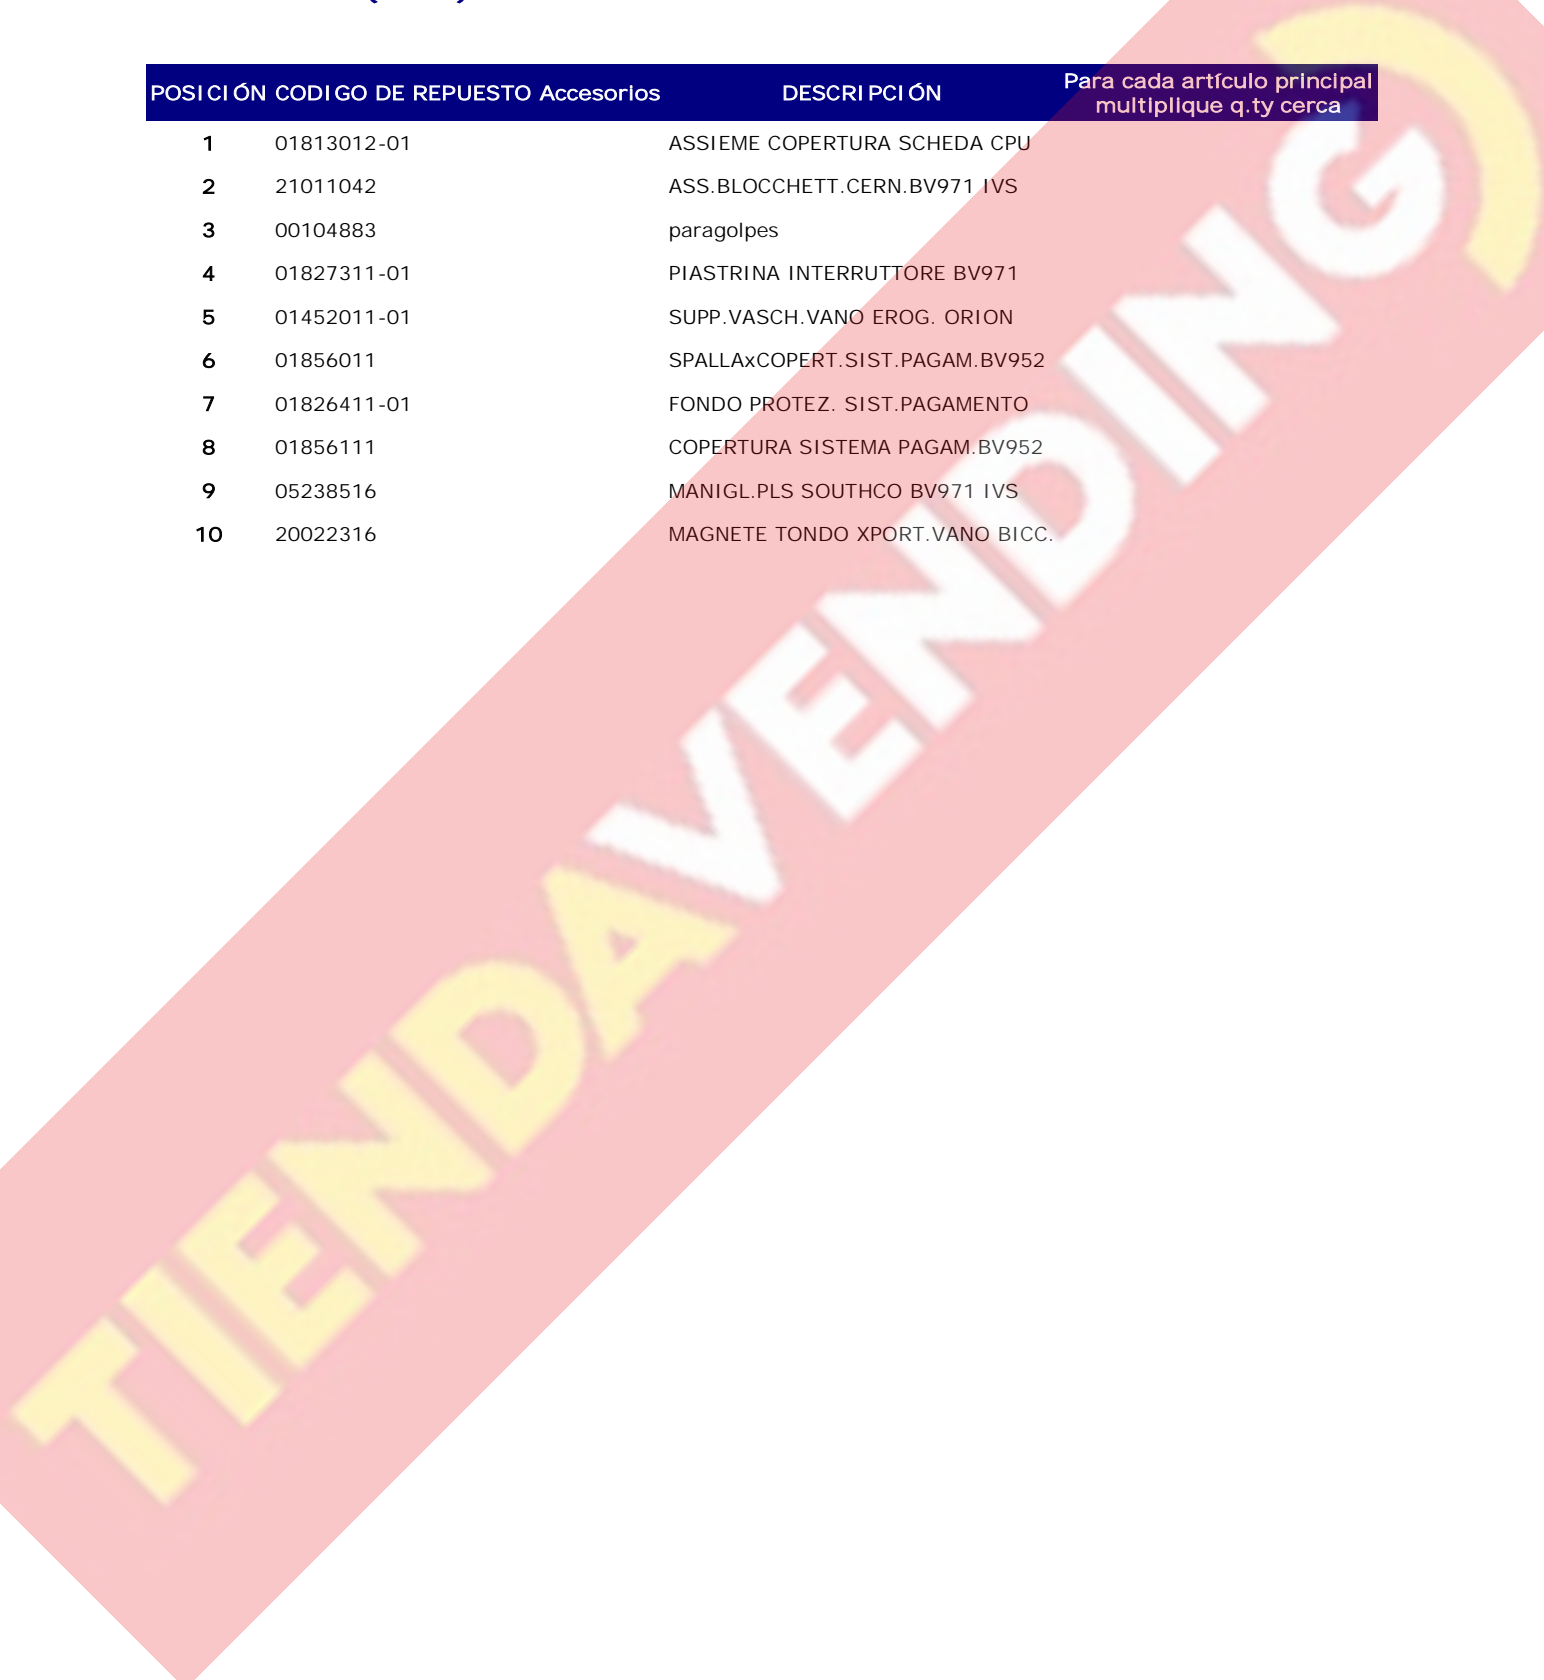 POSICIÓN CODIGO DE REPUESTO Accesorios DESCRIPCIÓN Para cada artículo principal
multiplique q.ty cerca
1 01813012-01 ASSIEME COPERTURA SCHEDA CPU
2 21011042 ASS.BLOCCHETT.CERN.BV971 IVS
3 00104883 paragolpes
4 01827311-01 PIASTRINA INTERRUTTORE BV971
5 01452011-01 SUPP.VASCH.VANO EROG. ORION
6 01856011 SPALLAxCOPERT.SIST.PAGAM.BV952
7 01826411-01 FONDO PROTEZ. SIST.PAGAMENTO
8 01856111 COPERTURA SISTEMA PAGAM.BV952
9 05238516 MANIGL.PLS SOUTHCO BV971 IVS
10 20022316 MAGNETE TONDO XPORT.VANO BICC.
TIENDAVENDING